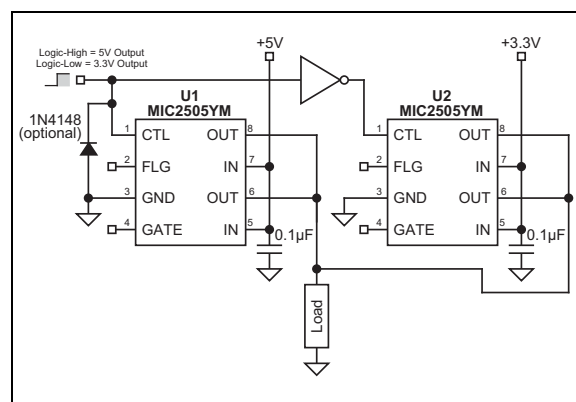 Logic-High = 5V Output
Logic-Low = 3.3V Output
+5V
+3.3V
U1
MIC2505YM
U2
MIC2505YM
1N4148
(optional)
1 CTL OUT 8
2 FLG IN 7
3 GND OUT 6
4 GATE IN 5
0.1µF
1 CTL OUT 8
2 FLG IN 7
3 GND OUT 6
4 GATE IN 5
0.1µF
Load